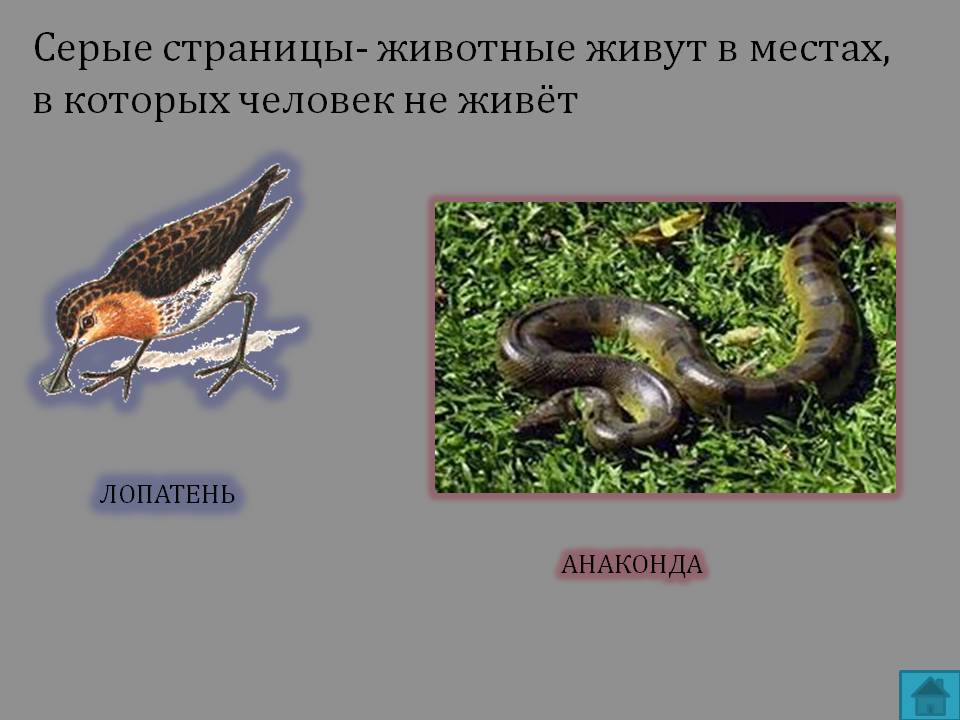 Серые страницы- животные живут в местах,
в которых человек не живёт
ЛОПАТЕНЬ
АНАКОНДА